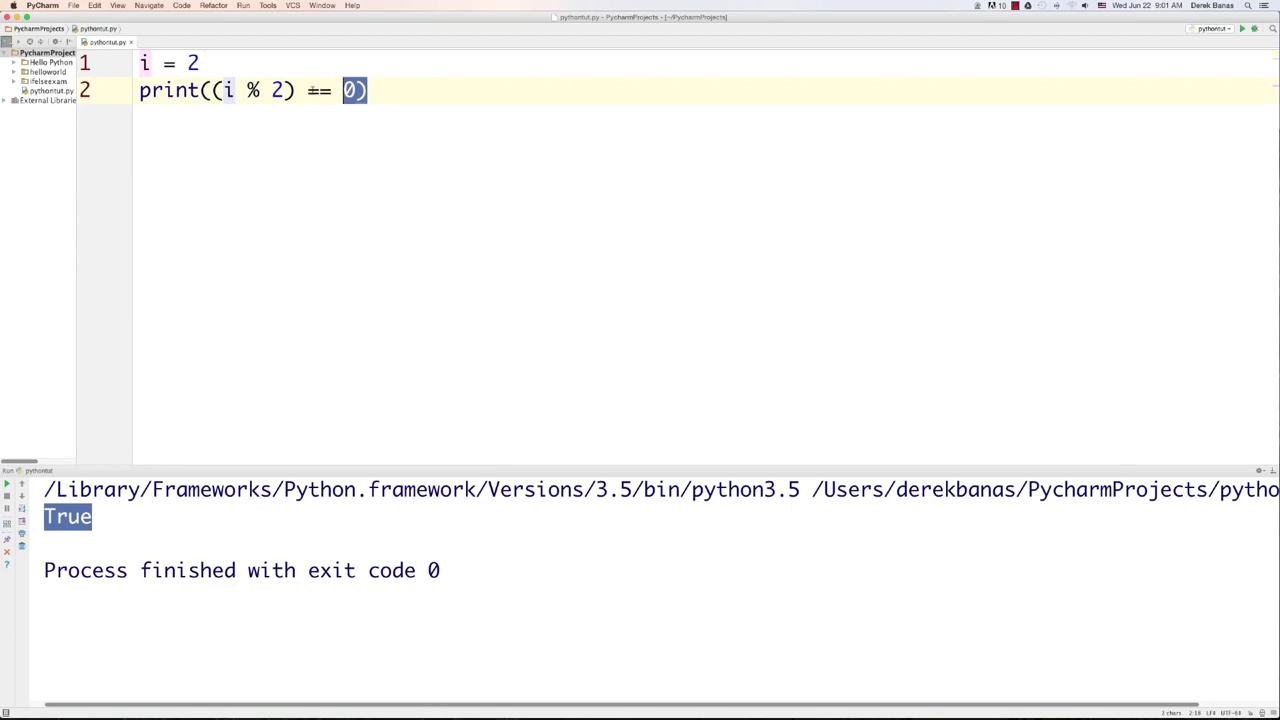 PyCharm File Edit View Navigate Code Refactor Run Tools VCS Window Help 10 Wed Jun 22 9:01 AM Derek Banas
pythontut.py - PycharmProjects - [~/PycharmProjects]
PycharmProjects pythontut.py pythontut
pythontut.py ×
PycharmProject
Hello Python
helloworld
ifelseexam
pythontut.py
External Librarie
1 i = 2
2 print((i % 2) == 0)
Run pythontut
/Library/Frameworks/Python.framework/Versions/3.5/bin/python3.5 /Users/derekbanas/PycharmProjects/pytho
True
Process finished with exit code 0
2 chars 2:18 LF÷ UTF-8÷